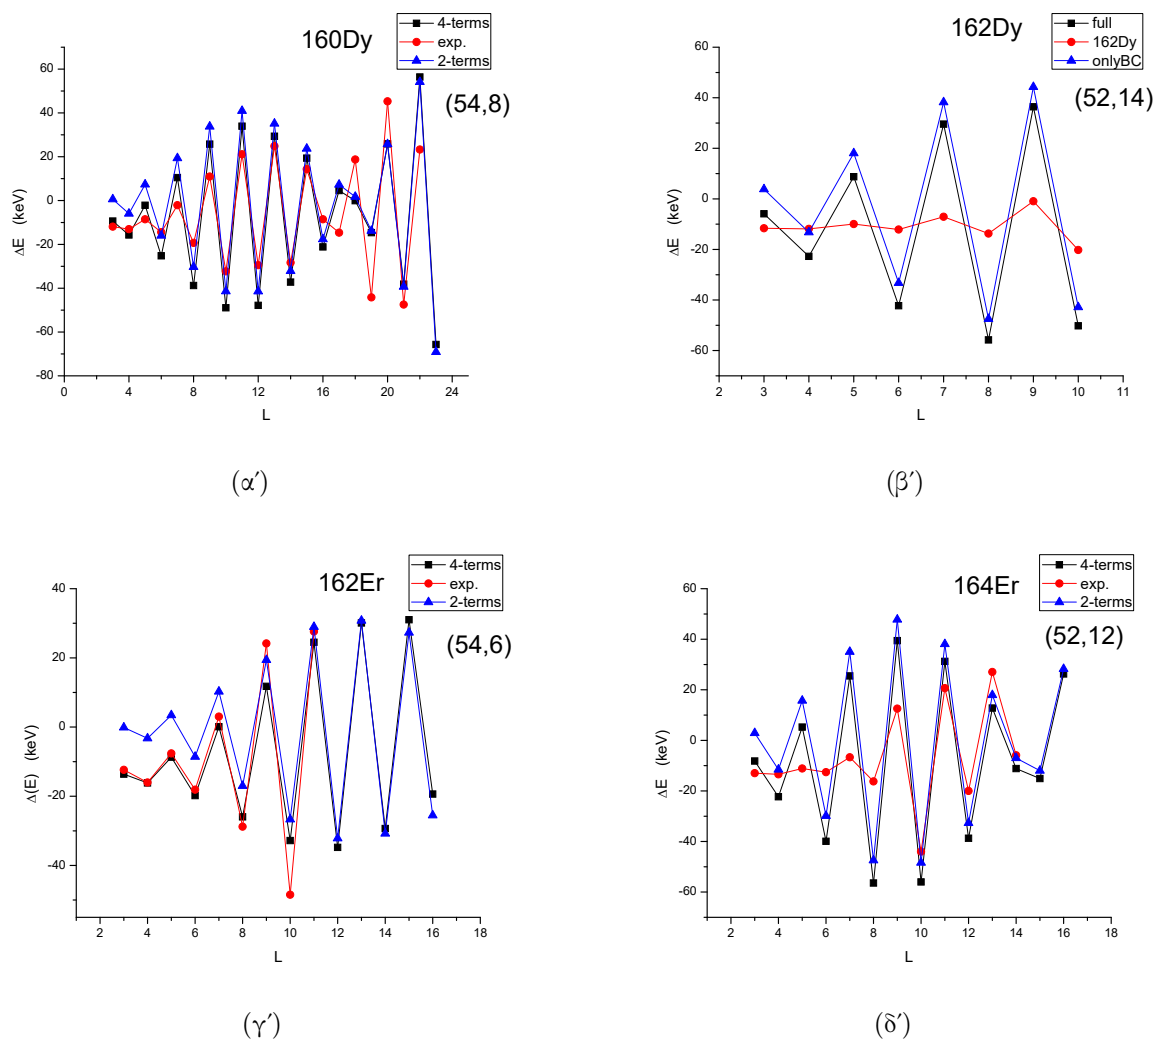 160Dy
4-terms
exp.
2-terms
(54,8)
60
40
20
0
-20
-40
-60
-80
ΔE (keV)
0 4 8 12 16 20 24
L
(α′)
162Dy
full
162Dy
onlyBC
(52,14)
60
40
20
0
-20
-40
-60
ΔE (keV)
2 3 4 5 6 7 8 9 10 11
L
(β′)
162Er
4-terms
exp.
2-terms
(54,6)
40
20
0
-20
-40
Δ(E) (keV)
2 4 6 8 10 12 14 16 18
L
(γ′)
164Er
4-terms
exp.
2-terms
(52,12)
60
40
20
0
-20
-40
-60
ΔE (keV)
2 4 6 8 10 12 14 16 18
L
(δ′)